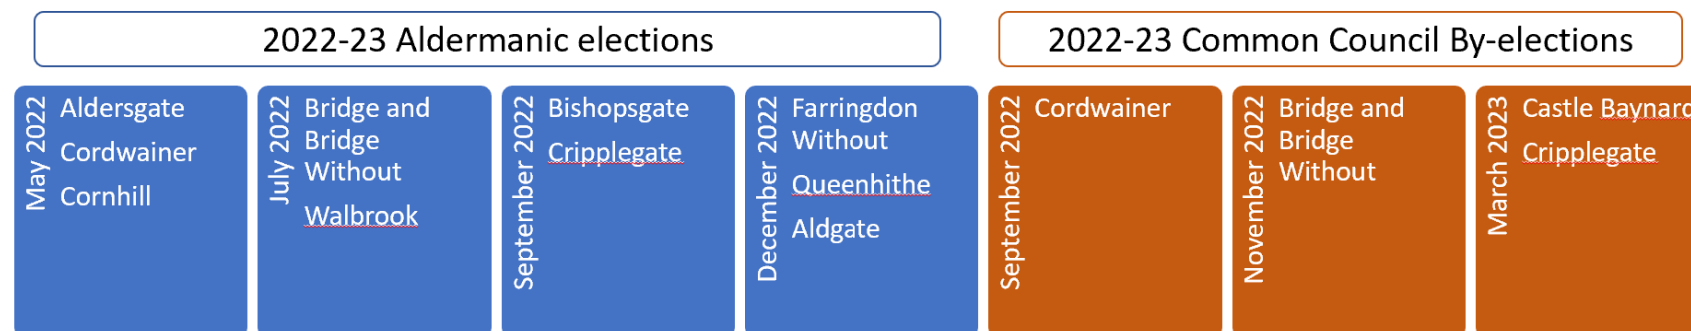 2022-23 Aldermanic elections
2022-23 Common Council By-elections
May 2022
Aldersgate
Cordwainer
Cornhill
July 2022
Bridge and
Bridge
Without
Walbrook
September 2022
Bishopsgate
Cripplegate
December 2022
Farringdon
Without
Queenhithe
Aldgate
September 2022
Cordwainer
November 2022
Bridge and
Bridge
Without
March 2023
Castle Baynard
Cripplegate